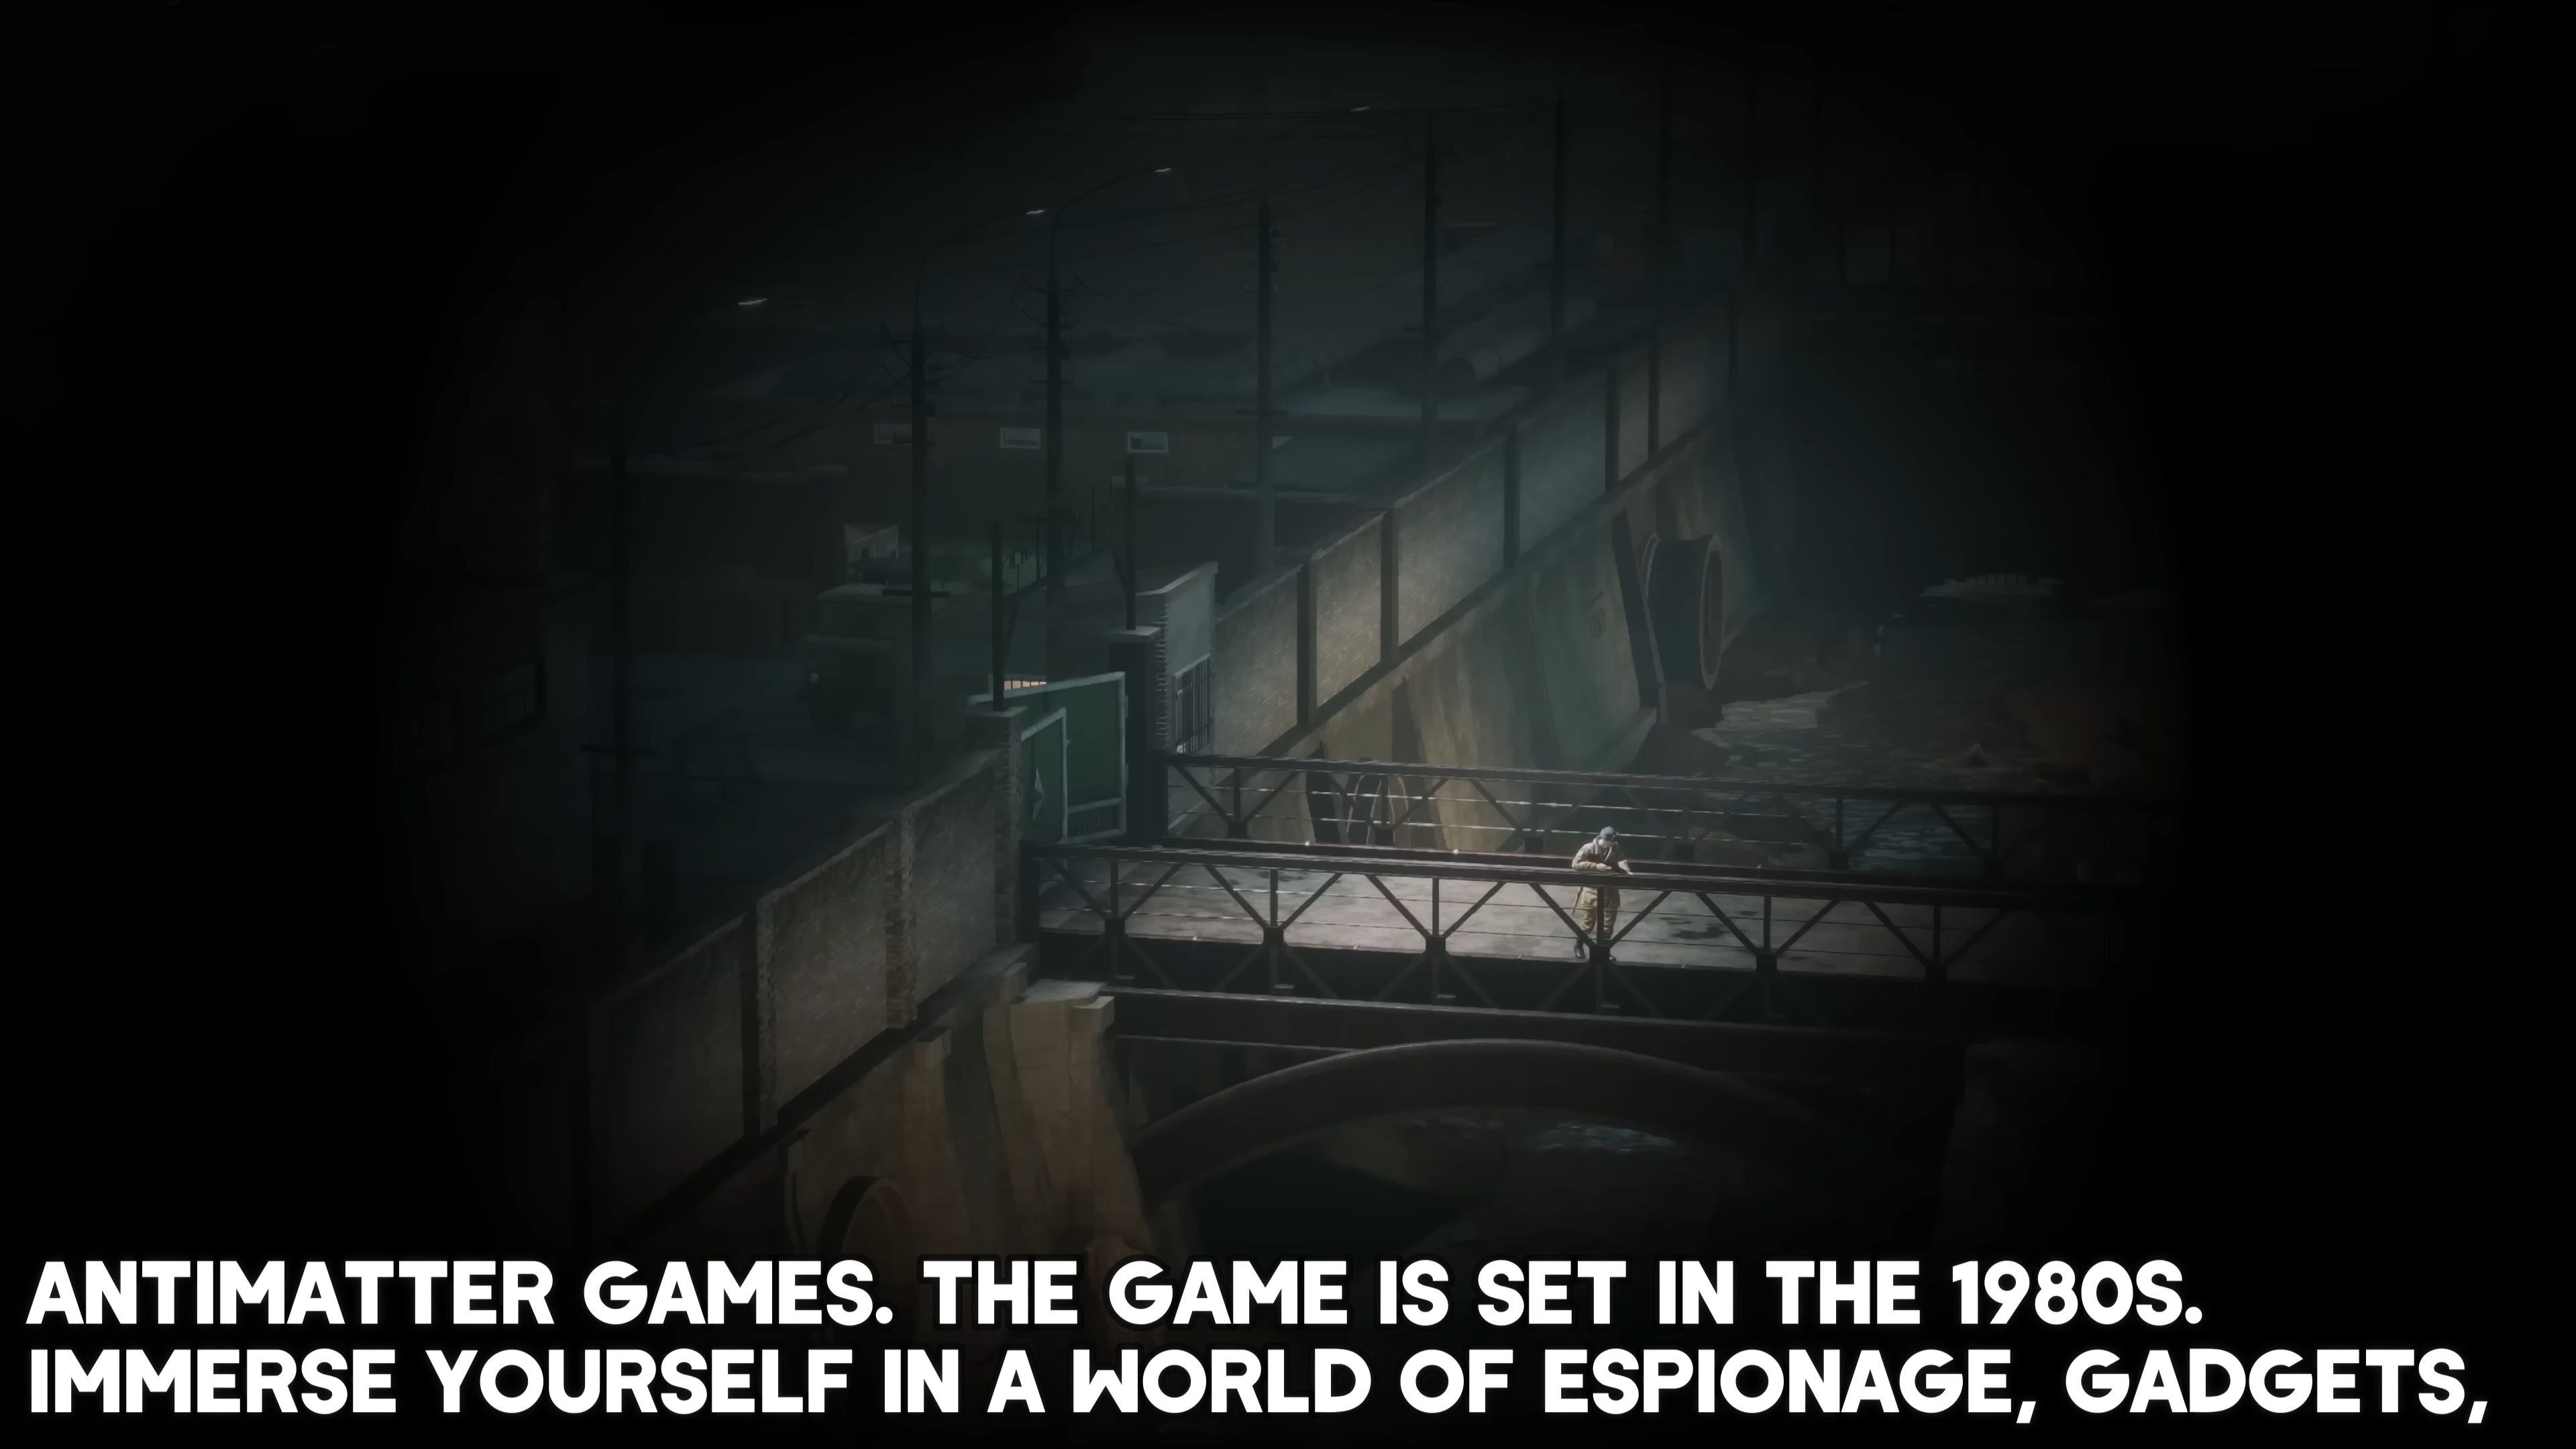 ANTIMATTER GAMES. THE GAME IS SET IN THE 1980S.
IMMERSE YOURSELF IN A WORLD OF ESPIONAGE, GADGETS,